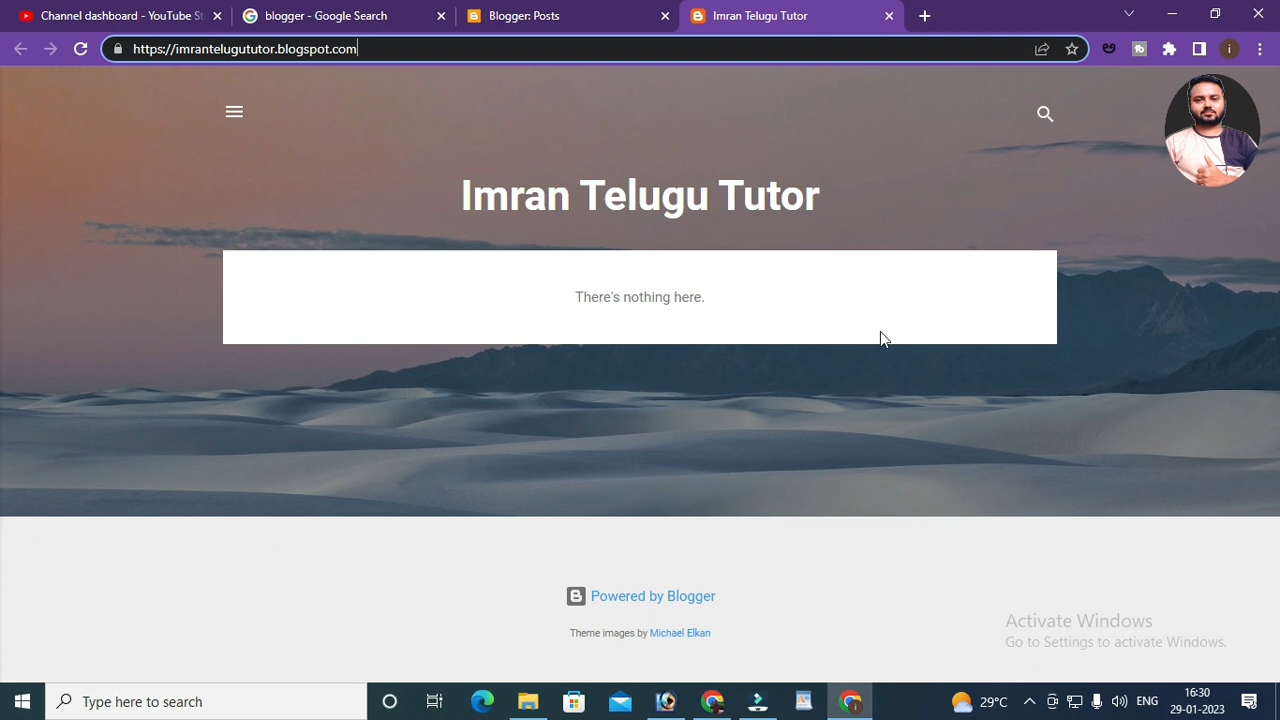 Channel dashboard - YouTube St
blogger - Google Search
Blogger: Posts
Imran Telugu Tutor
https://imrantelugututor.blogspot.com
i
Imran Telugu Tutor
There's nothing here.
Powered by Blogger
Theme images by Michael Elkan
Activate Windows
Go to Settings to activate Windows.
Type here to search
29°C
ENG
16:30
29-01-2023